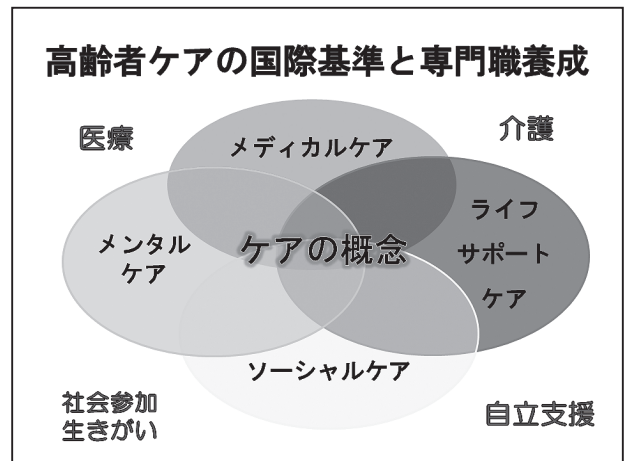 高齢者ケアの国際基準と専門職養成
医療
介護
メディカルケア
メンタル
ケア
ケアの概念
ライフ
サポート
ケア
ソーシャルケア
社会参加
生きがい
自立支援